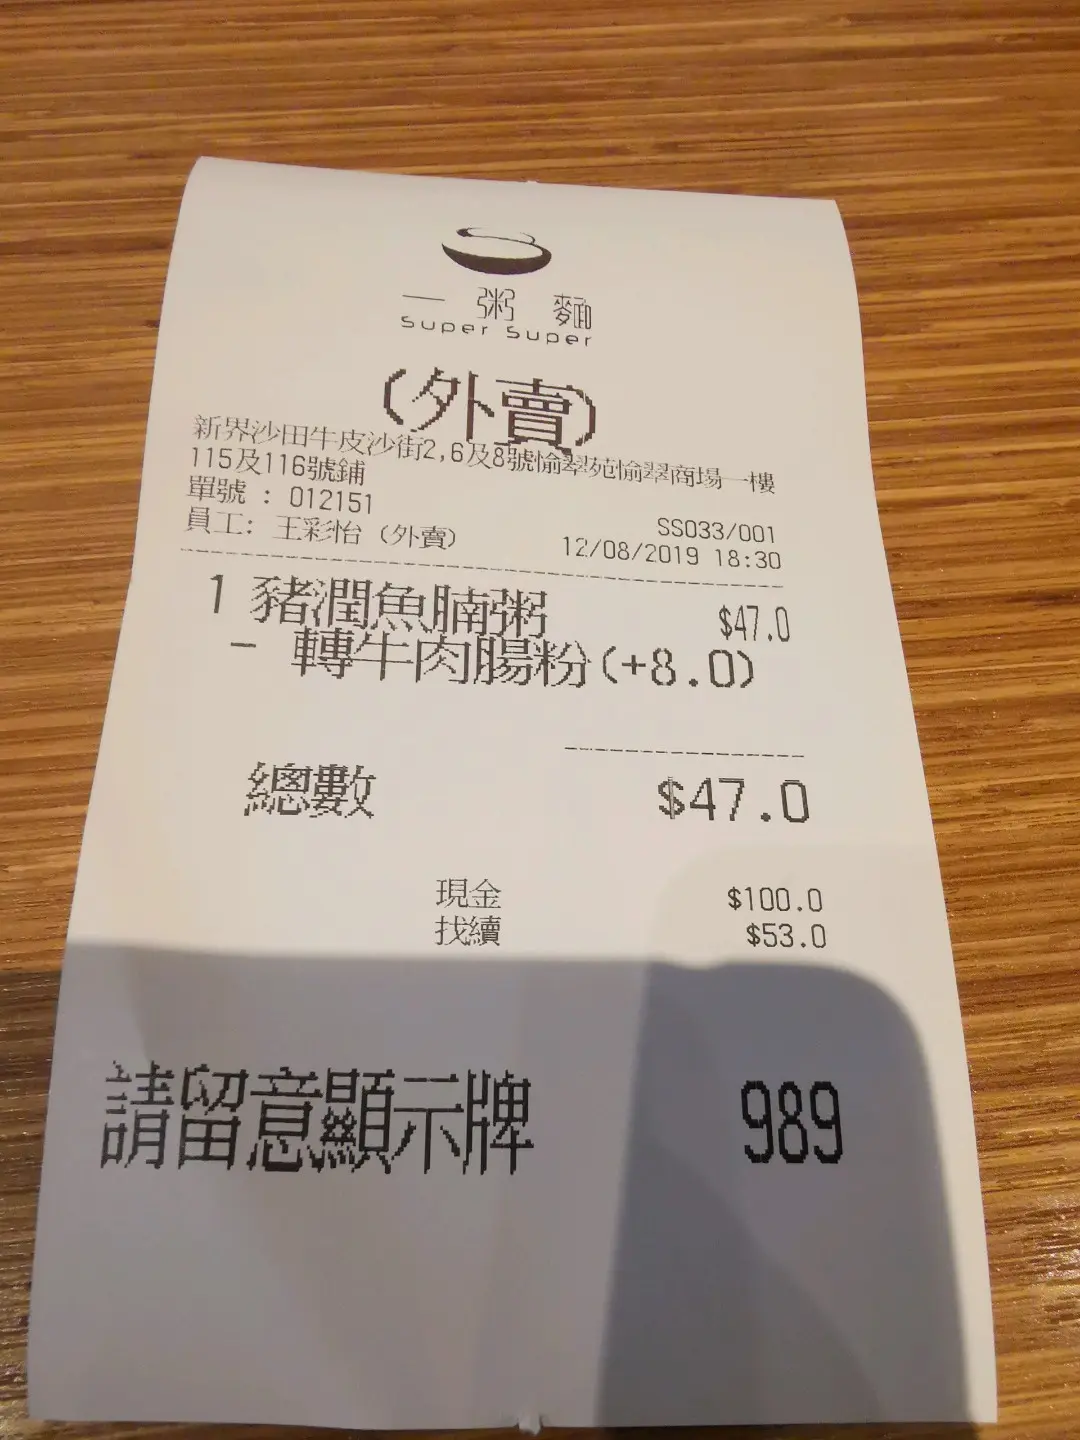 一粥麵
super super
(外賣)
新界沙田牛皮沙街2,6及8號愉翠苑愉翠商場一樓
115及116號鋪
單號 : 012151
SS033/001
員工: 王彩怡 (外賣)
12/08/2019 18:30
1 豬潤魚腩粥 $47.0
- 轉牛肉腸粉(+8.0)
總數 $47.0
現金 $100.0
找續 $53.0
請留意顯示牌 989